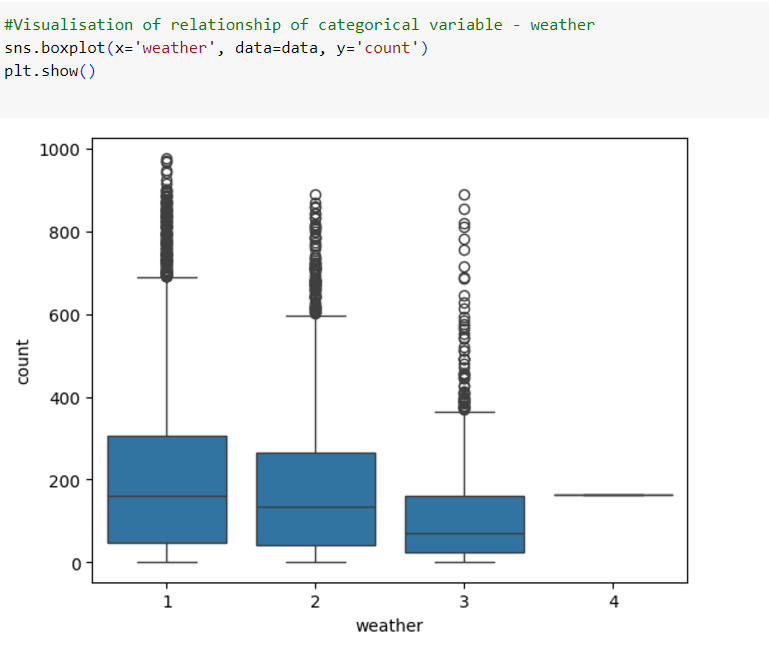 #Visualisation of relationship of categorical variable - weather
sns.boxplot(x='weather', data=data, y='count')
plt.show()
1000
800
600
400
200
0
count
1 2 3 4
weather